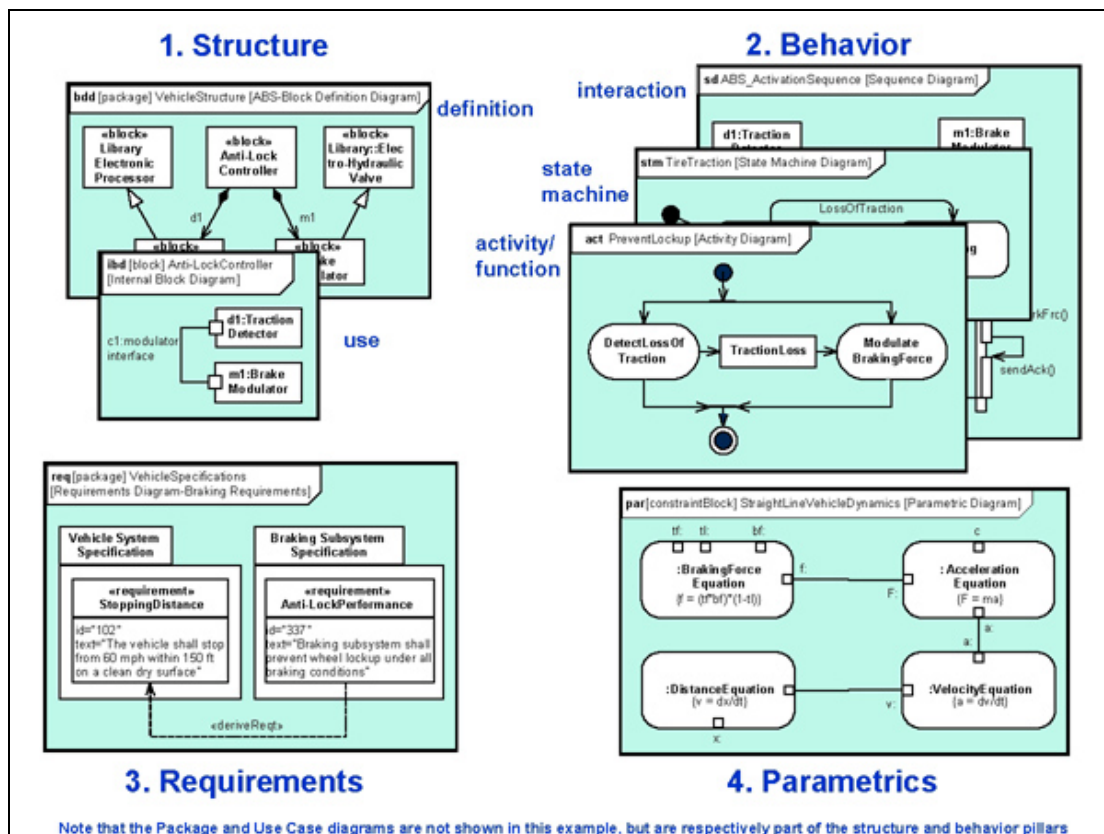 1. Structure
bdd [package] VehicleStructure [ABS-Block Definition Diagram]
definition
«block»
Library
Electronic
Processor
«block»
Anti-Lock
Controller
«block»
Library::Elec
tro-Hydraulic
Valve
d1
m1
«block»
«block»
ibd [block] Anti-LockController
[Internal Block Diagram]
d1:Traction
Detector
c1:modulator
interface
m1:Brake
Modulator
use
2. Behavior
interaction
sd ABS_ActivationSequence [Sequence Diagram]
d1:Traction
m1:Brake
state
machine
stm TireTraction [State Machine Diagram]
LossOfTraction
activity/
function
act PreventLockup [Activity Diagram]
DetectLossOf
Traction
TractionLoss
Modulate
BrakingForce
sendAck()
req [package] VehicleSpecifications
[Requirements Diagram-Braking Requirements]
Vehicle System
Specification
«requirement»
StoppingDistance
id="102"
text="The vehicle shall stop
from 60 mph within 150 ft
on a clean dry surface"
Braking Subsystem
Specification
«requirement»
Anti-LockPerformance
id="337"
text="Braking subsystem shall
prevent wheel lockup under all
braking conditions"
«deriveReqt»
3. Requirements
par [constraintBlock] StraightLineVehicleDynamics [Parametric Diagram]
tf:
tl:
bf:
:BrakingForce
Equation
{f = (tf*bf)*(1-tl)}
f:
F:
c
:Acceleration
Equation
{F = ma}
a:
a:
:DistanceEquation
{v = dx/dt}
x:
v:
:VelocityEquation
{a = dv/dt}
4. Parametrics
Note that the Package and Use Case diagrams are not shown in this example, but are respectively part of the structure and behavior pillars